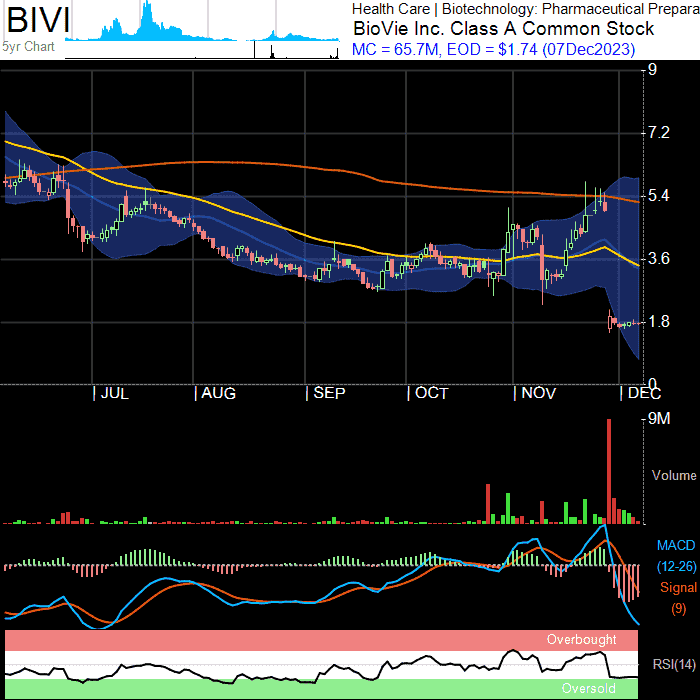 BIVI
5yr Chart
Health Care | Biotechnology: Pharmaceutical Prepara
BioVie Inc. Class A Common Stock
MC = 65.7M, EOD = $1.74 (07Dec2023)
9
7.2
5.4
3.6
1.8
0
JUL AUG SEP OCT NOV DEC
9M
Volume
MACD
(12-26)
Signal
(9)
Overbought
RSI(14)
Oversold